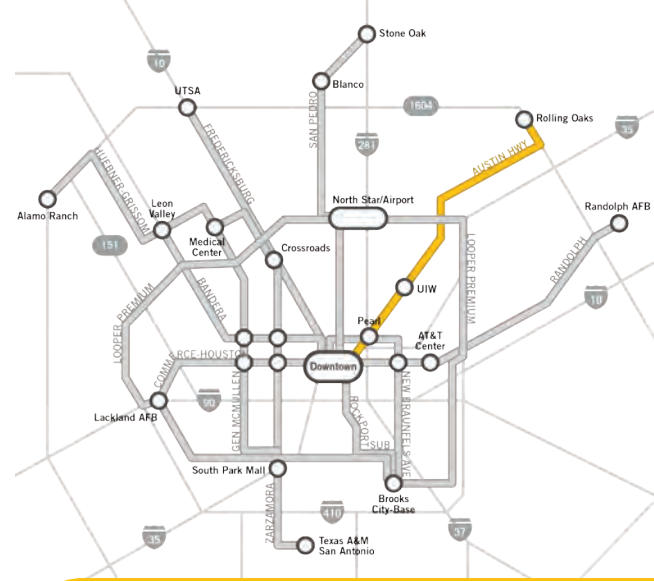 Stone Oak
10
UTSA
Blanco
SAN PEDRO
1604
Rolling Oaks
35
FREDERICKSBURG
281
AUSTIN HWY
HUEBNER-GRISSOM
Alamo Ranch
Leon
Valley
North Star/Airport
Randolph AFB
Medical
Center
151
Crossroads
LOOPER PREMIUM
RANDOLPH
BANDERA
UIW
10
LOOPER PREMIUM
Pearl
AT&T
Center
RCE-HOUSTON
COMM
Downtown
GEN MCMULLEN
90
ROCKPORT
NEW BRAUNFELS AVE
Lackland AFB
SUB
South Park Mall
Brooks
City-Base
ZARZAMORA
410
35
37
Texas A&M
San Antonio